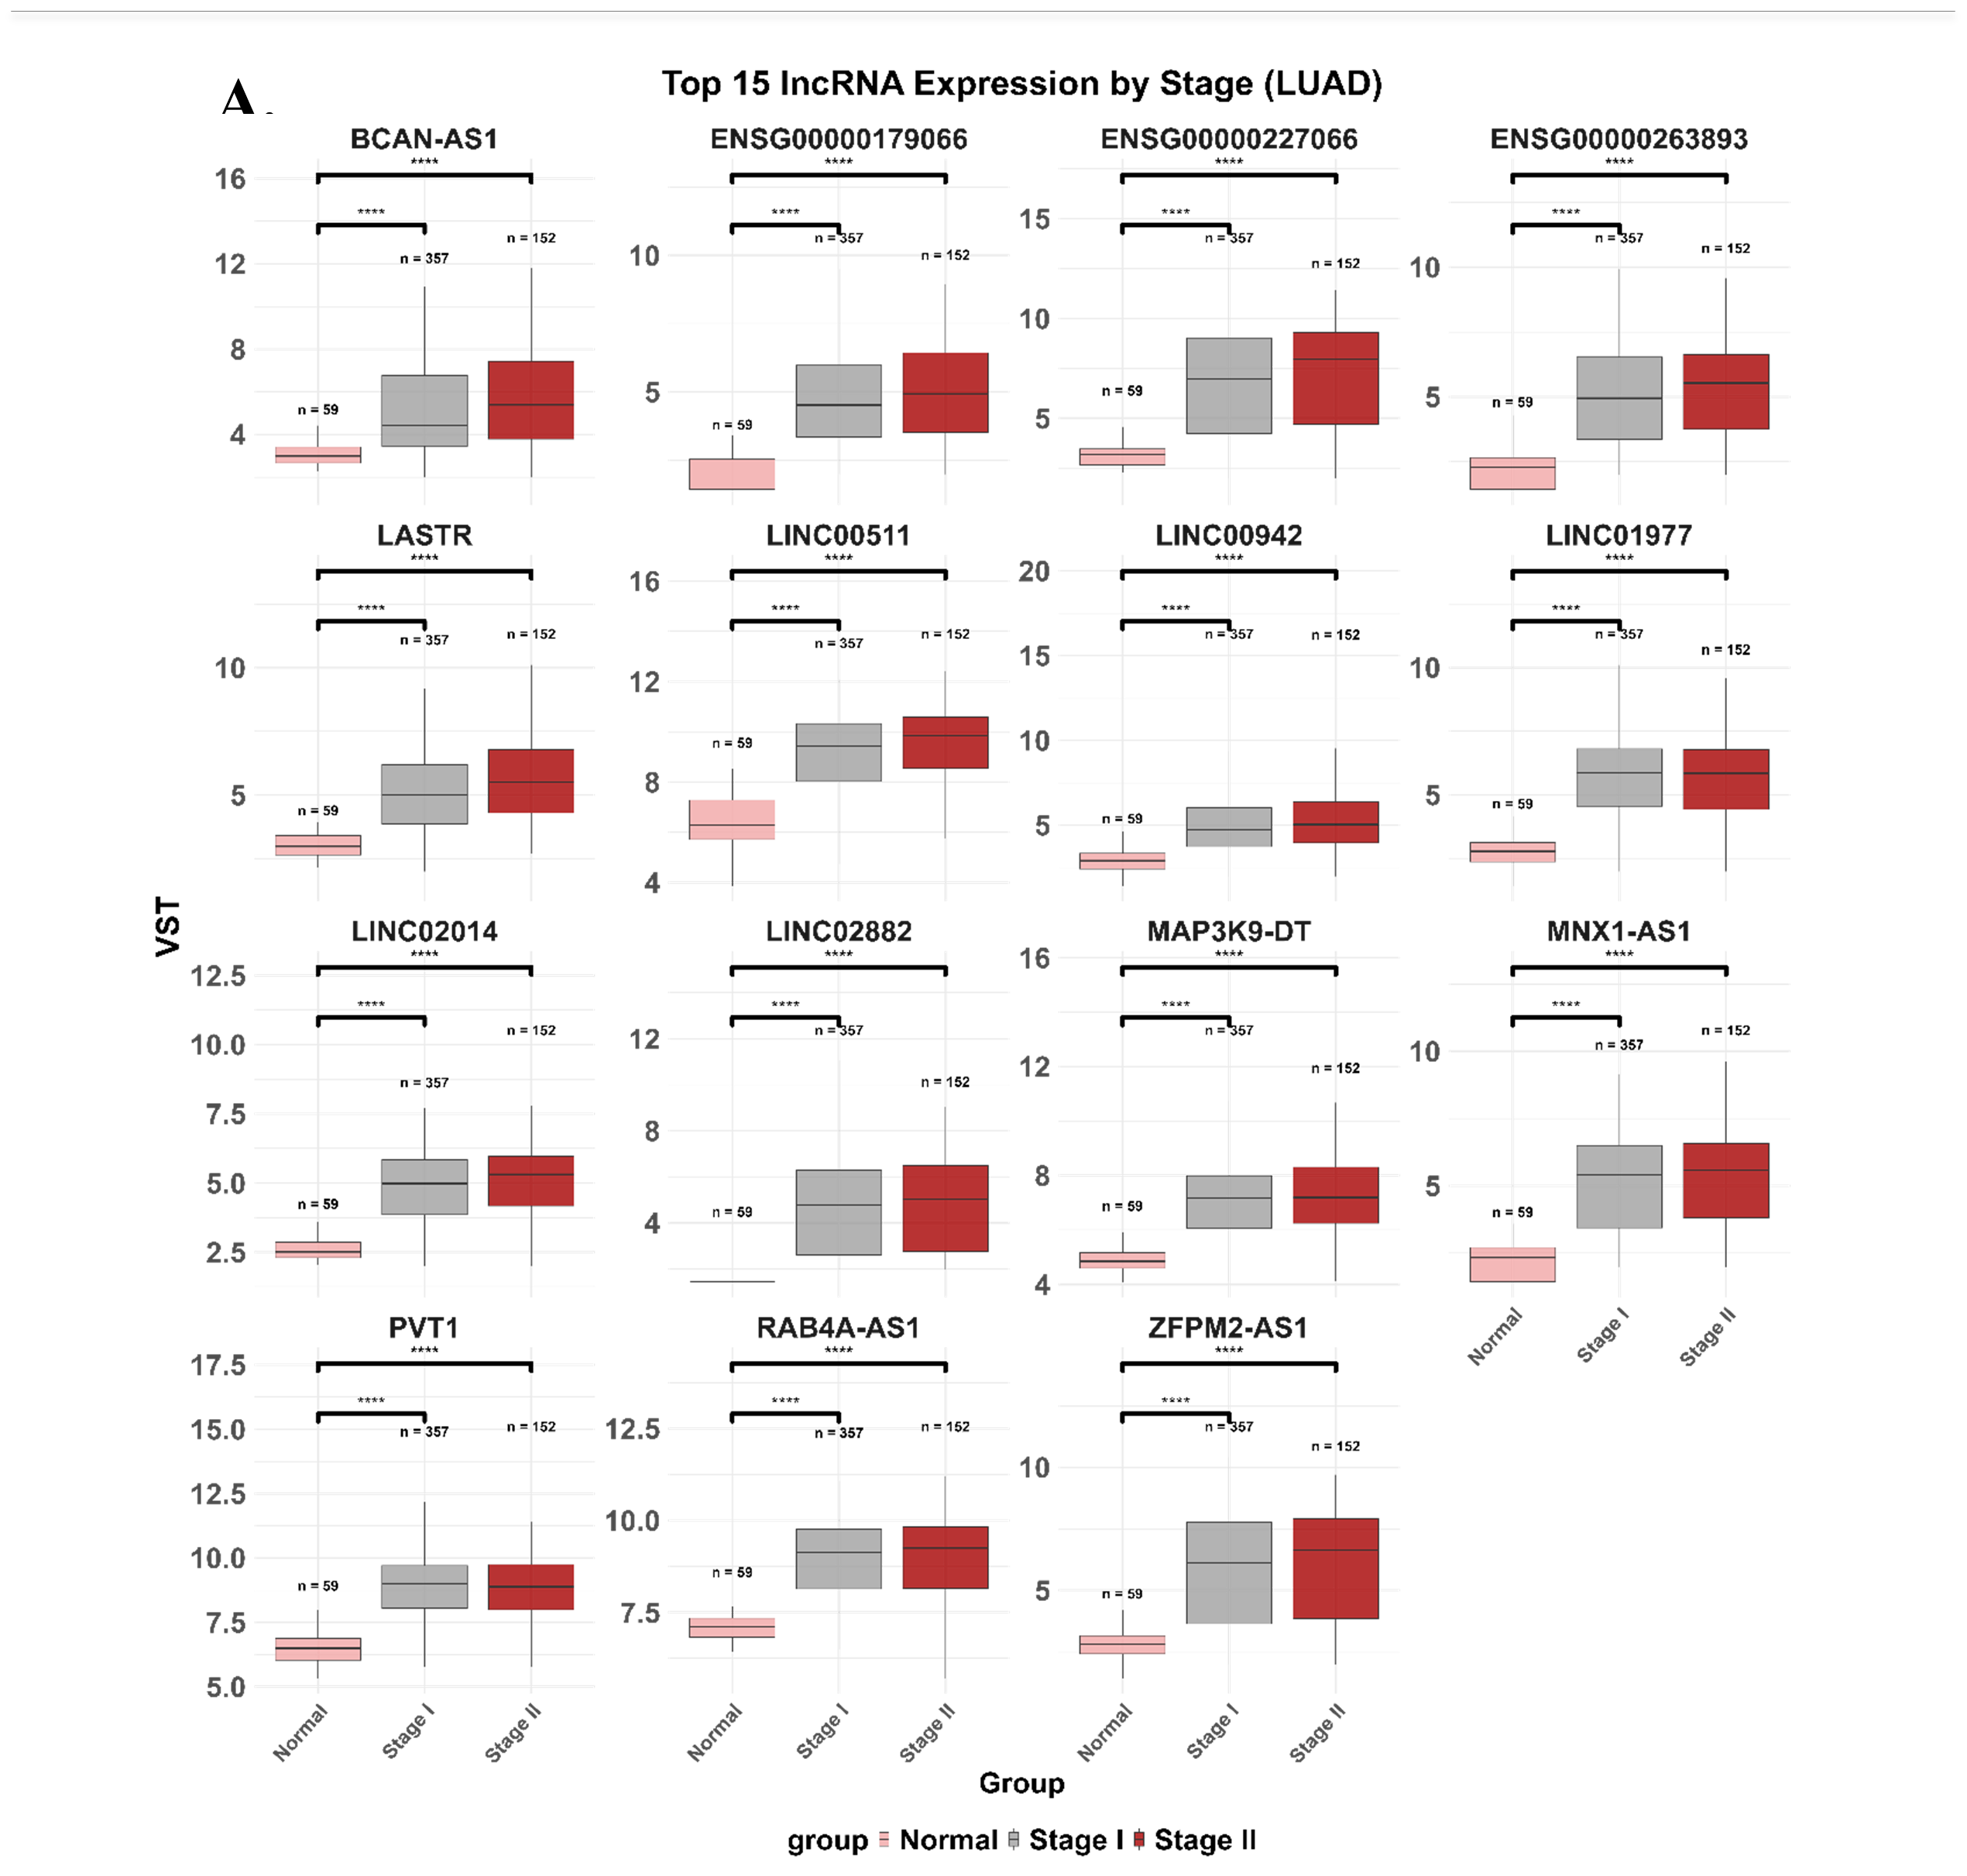 A.
Top 15 lncRNA Expression by Stage (LUAD)
BCAN-AS1
ENSG00000179066
ENSG00000227066
ENSG00000263893
****
****
16
12
8
4
n = 59
n = 357
n = 152
****
****
10
5
n = 59
n = 357
n = 152
****
****
15
10
5
n = 59
n = 357
n = 152
****
****
10
5
n = 59
n = 357
n = 152
LASTR
LINC00511
LINC00942
LINC01977
****
****
10
5
n = 59
n = 357
n = 152
****
****
16
12
8
4
n = 59
n = 357
n = 152
****
****
20
15
10
5
n = 59
n = 357
n = 152
****
****
10
5
n = 59
n = 357
n = 152
VST
LINC02014
LINC02882
MAP3K9-DT
MNX1-AS1
****
****
12.5
10.0
7.5
5.0
2.5
n = 59
n = 357
n = 152
****
****
12
8
4
n = 59
n = 357
n = 152
****
****
16
12
8
4
n = 59
n = 357
n = 152
****
****
10
5
n = 59
n = 357
n = 152
Normal
Stage I
Stage II
PVT1
RAB4A-AS1
ZFPM2-AS1
****
****
17.5
15.0
12.5
10.0
7.5
5.0
n = 59
n = 357
n = 152
****
****
12.5
10.0
7.5
n = 59
n = 357
n = 152
****
****
10
5
n = 59
n = 357
n = 152
Normal
Stage I
Stage II
Normal
Stage I
Stage II
Normal
Stage I
Stage II
Group
group Normal Stage I Stage II